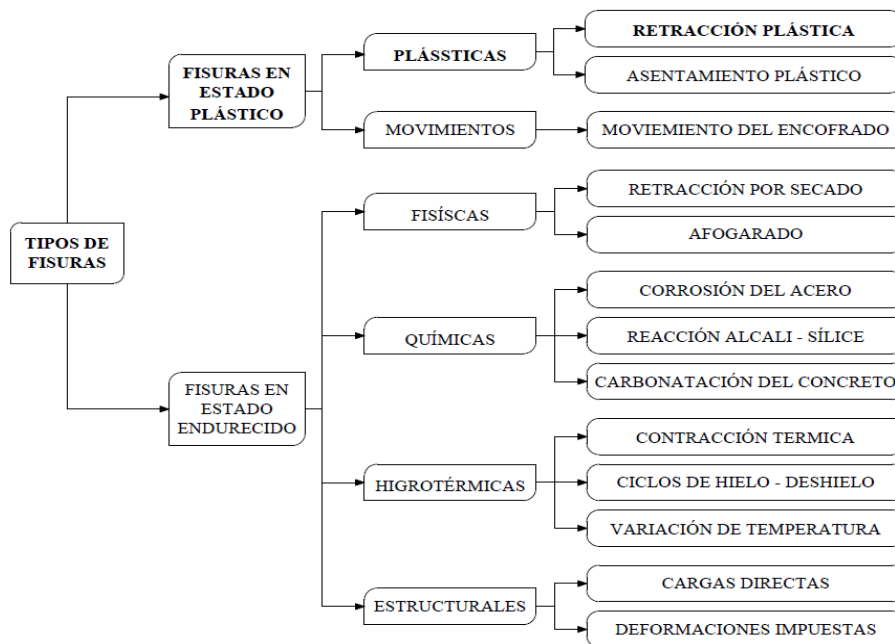 TIPOS DE
FISURAS
FISURAS EN
ESTADO
PLÁSTICO
PLÁSSTICAS
RETRACCIÓN PLÁSTICA
ASENTAMIENTO PLÁSTICO
MOVIMIENTOS
MOVIEMIENTO DEL ENCOFRADO
FISURAS EN
ESTADO
ENDURECIDO
FISÍSCAS
RETRACCIÓN POR SECADO
AFOGARADO
QUÍMICAS
CORROSIÓN DEL ACERO
REACCIÓN ALCALI - SÍLICE
CARBONATACIÓN DEL CONCRETO
HIGROTÉRMICAS
CONTRACCIÓN TERMICA
CICLOS DE HIELO - DESHIELO
VARIACIÓN DE TEMPERATURA
ESTRUCTURALES
CARGAS DIRECTAS
DEFORMACIONES IMPUESTAS